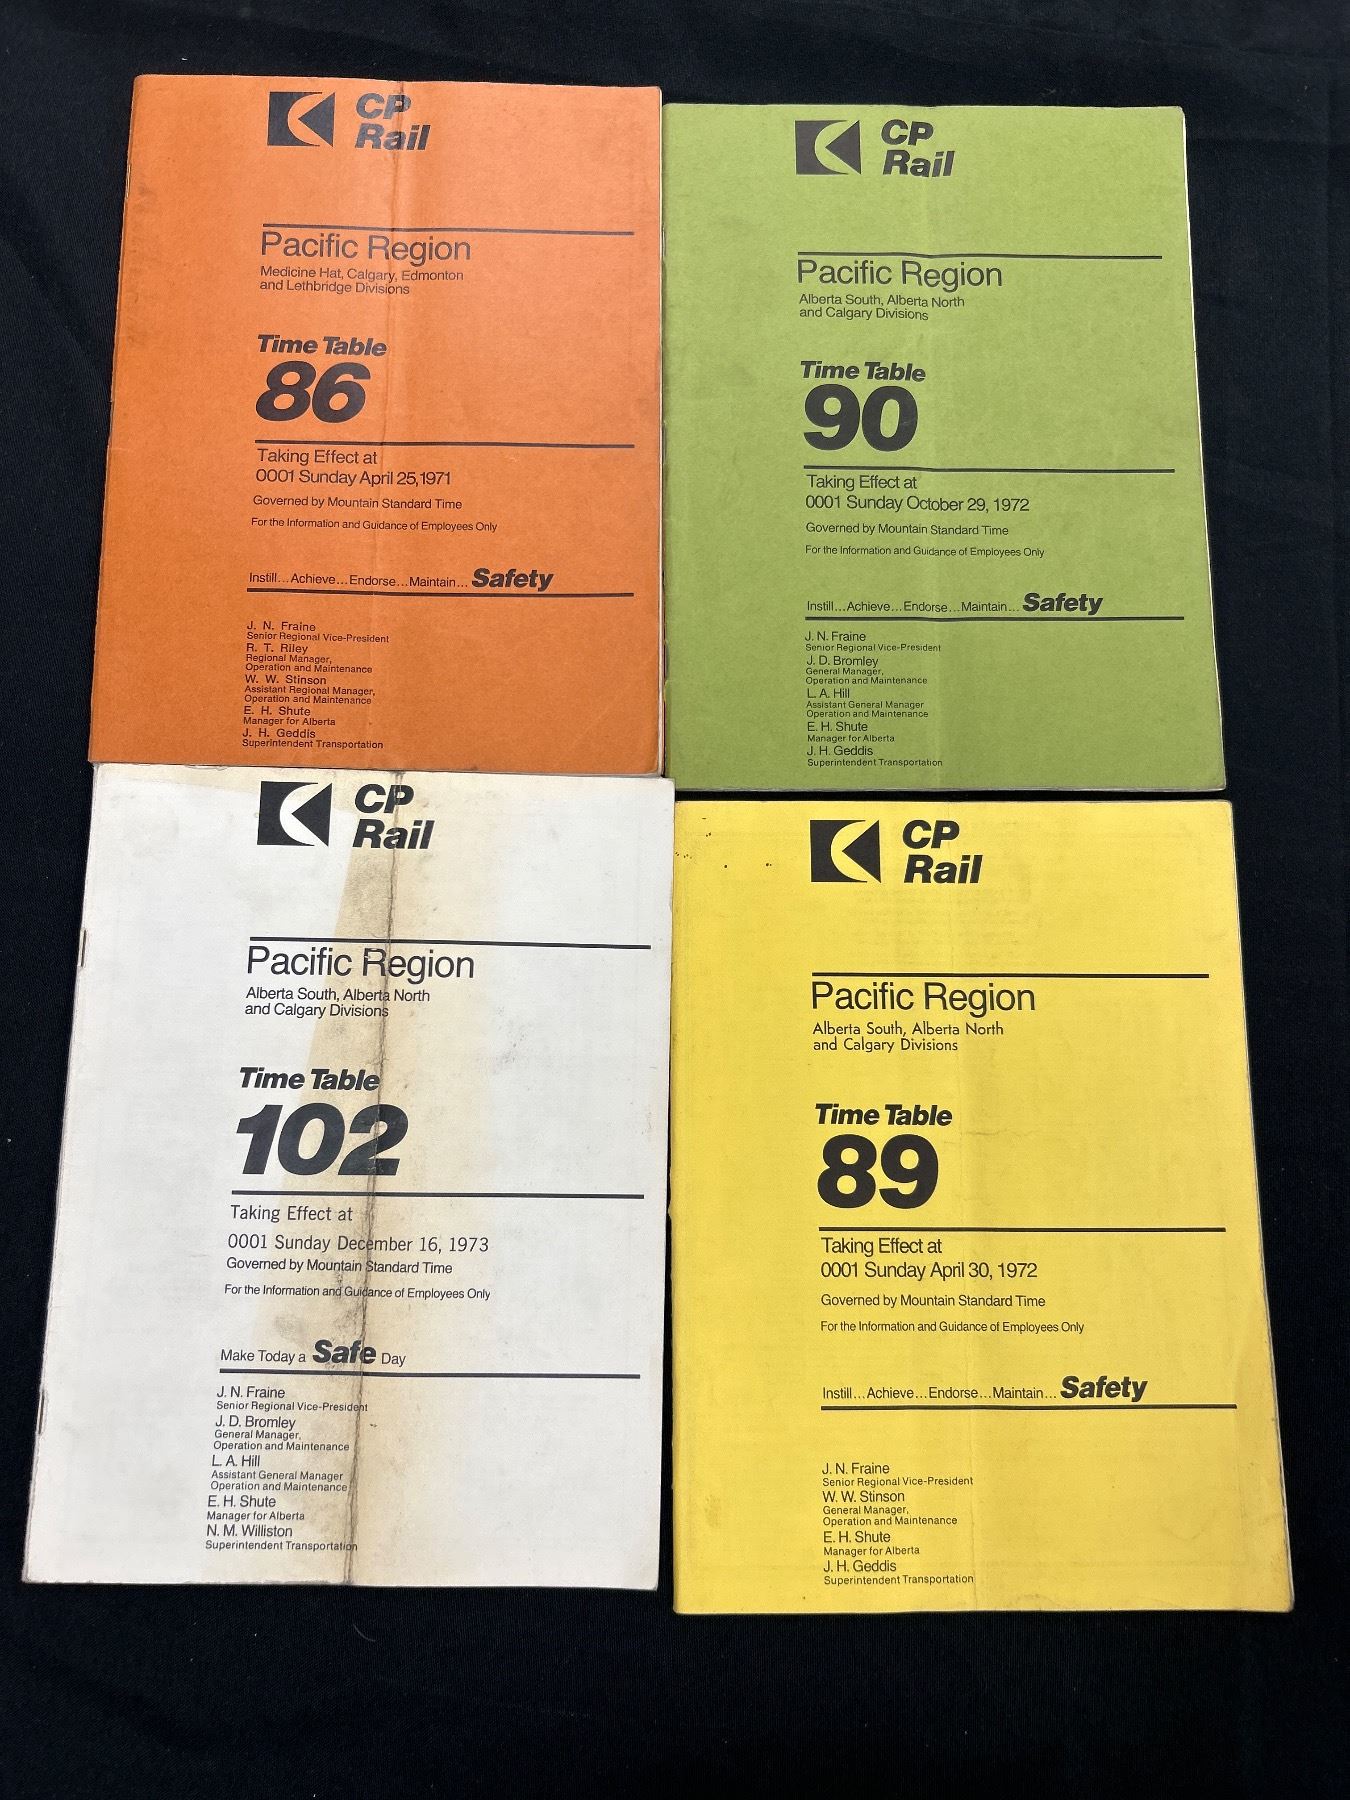 CP
Rail
Pacific Region
Medicine Hat, Calgary, Edmonton
and Lethbridge Divisions
Time Table
86
Taking Effect at
0001 Sunday April 25, 1971
Governed by Mountain Standard Time
For the Information and Guidance of Employees Only
Instill...Achieve...Endorse...Maintain... Safety
J. N. Fraine
Senior Regional Vice-President
R. T. Riley
Regional Manager,
Operation and Maintenance
W. W. Stinson
Assistant Regional Manager,
Operation and Maintenance
E. H. Shute
Manager for Alberta
J. H. Geddis
Superintendent Transportation
CP
Rail
Pacific Region
Alberta South, Alberta North
and Calgary Divisions
Time Table
90
Taking Effect at
0001 Sunday October 29, 1972
Governed by Mountain Standard Time
For the Information and Guidance of Employees Only
Instill...Achieve...Endorse...Maintain... Safety
J. N. Fraine
Senior Regional Vice-President
J. D. Bromley
General Manager,
Operation and Maintenance
L. A. Hill
Assistant General Manager
Operation and Maintenance
E. H. Shute
Manager for Alberta
J. H. Geddis
Superintendent Transportation
CP
Rail
Pacific Region
Alberta South, Alberta North
and Calgary Divisions
Time Table
102
Taking Effect at
0001 Sunday December 16, 1973
Governed by Mountain Standard Time
For the Information and Guidance of Employees Only
Make Today a Safe Day
J. N. Fraine
Senior Regional Vice-President
J. D. Bromley
General Manager,
Operation and Maintenance
L. A. Hill
Assistant General Manager
Operation and Maintenance
E. H. Shute
Manager for Alberta
N. M. Williston
Superintendent Transportation
CP
Rail
Pacific Region
Alberta South, Alberta North
and Calgary Divisions
Time Table
89
Taking Effect at
0001 Sunday April 30, 1972
Governed by Mountain Standard Time
For the Information and Guidance of Employees Only
Instill...Achieve...Endorse...Maintain... Safety
J. N. Fraine
Senior Regional Vice-President
W. W. Stinson
General Manager,
Operation and Maintenance
E. H. Shute
Manager for Alberta
J. H. Geddis
Superintendent Transportation